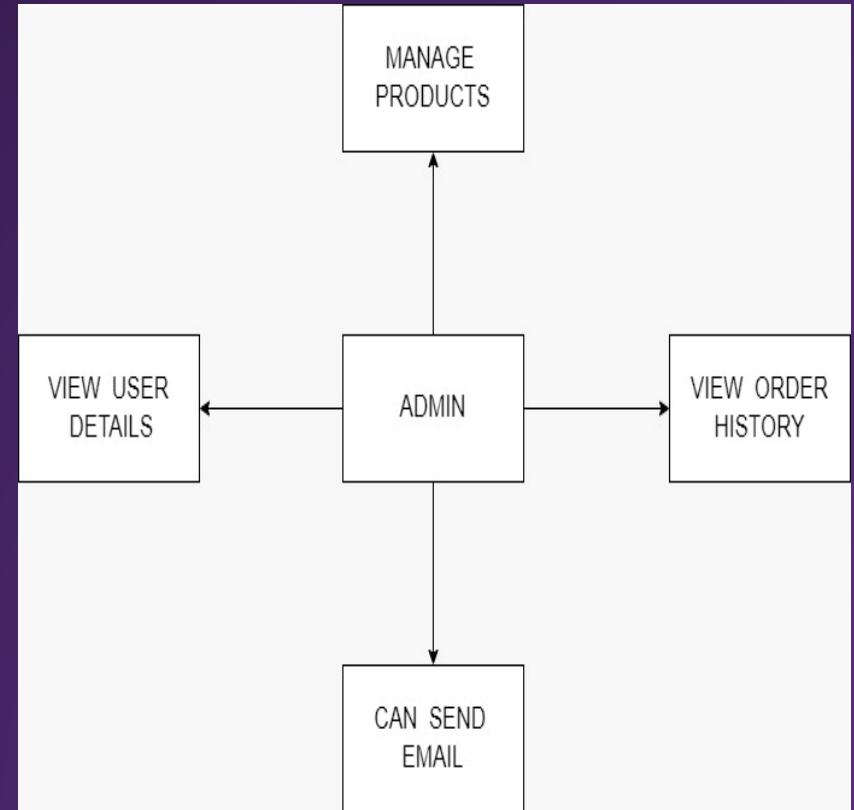 MANAGE
PRODUCTS
VIEW USER
DETAILS
ADMIN
VIEW ORDER
HISTORY
CAN SEND
EMAIL